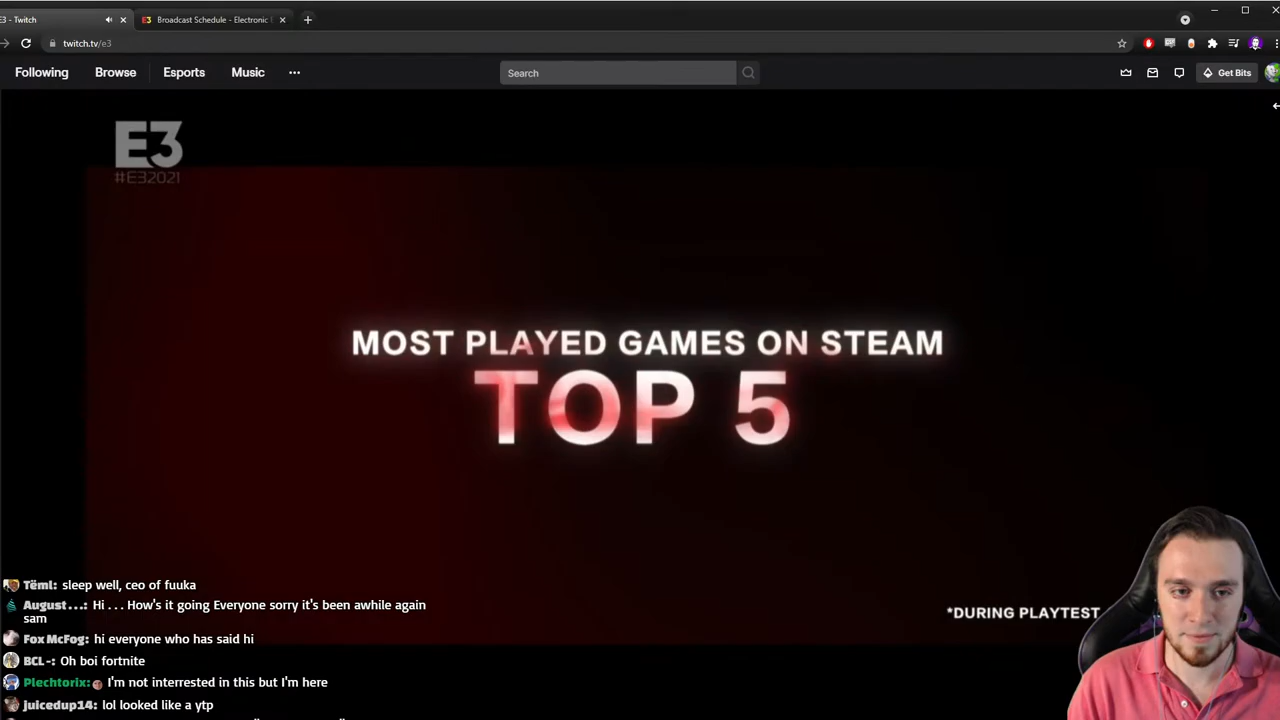 E3 - Twitch
Broadcast Schedule - Electronic
twitch.tv/e3
Following
Browse
Esports
Music
Search
Get Bits
E3
#E32021
MOST PLAYED GAMES ON STEAM
TOP 5
*DURING PLAYTEST
Tëml: sleep well, ceo of fuuka
August...: Hi . . . How's it going Everyone sorry it's been awhile again
sam
Fox McFog: hi everyone who has said hi
BCL-: Oh boi fortnite
Plechtorix: I'm not interrested in this but I'm here
juicedup14: lol looked like a ytp